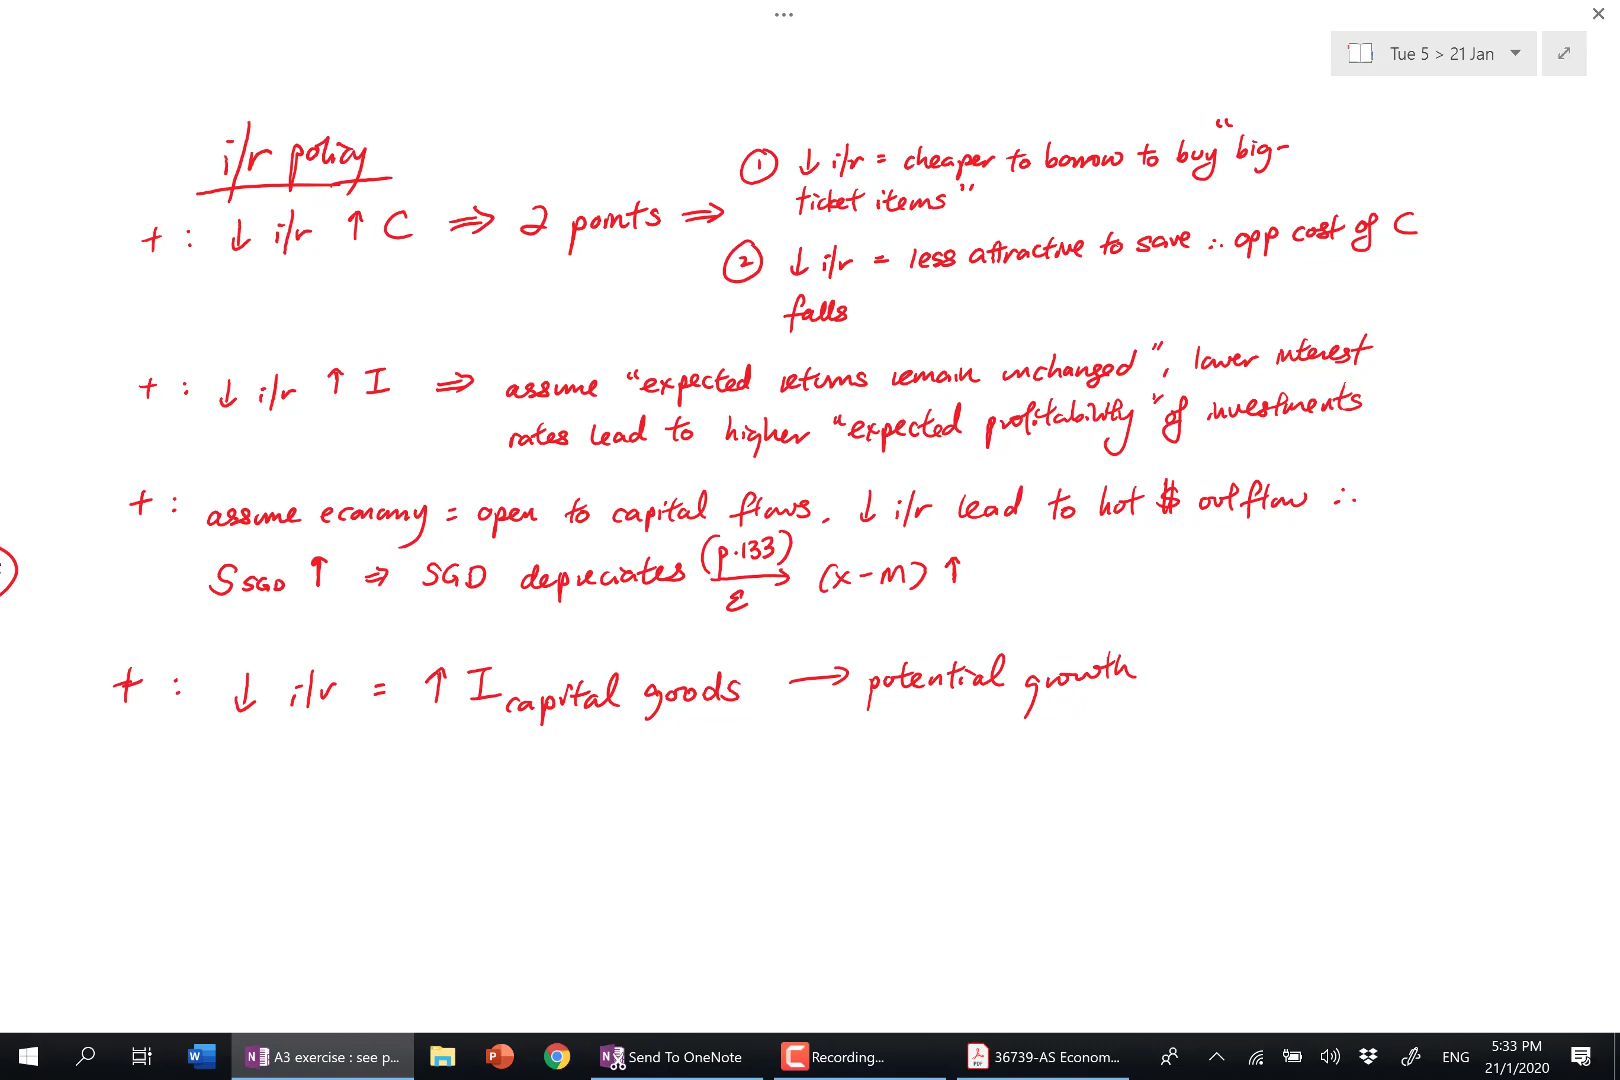 Tue 5 > 21 Jan
i/r policy
+ : ↓ i/r ↑ C ⇒ 2 points ⇒
① ↓ i/r = cheaper to borrow to buy "big-
ticket items"
② ↓ i/r = less attractive to save ∴ opp cost of C
falls
+ : ↓ i/r ↑ I ⇒ assume "expected returns remain unchanged", lower interest
rates lead to higher "expected profitability" of investments
+ : assume economy = open to capital flows. ↓ i/r lead to hot $ outflow ∴
S SGD ↑ ⇒ SGD depreciates (p.133) → ε (x-m) ↑
+ : ↓ i/r = ↑ I capital goods → potential growth
A3 exercise : see p...
Send To OneNote
Recording...
36739-AS Econom...
ENG
5:33 PM
21/1/2020